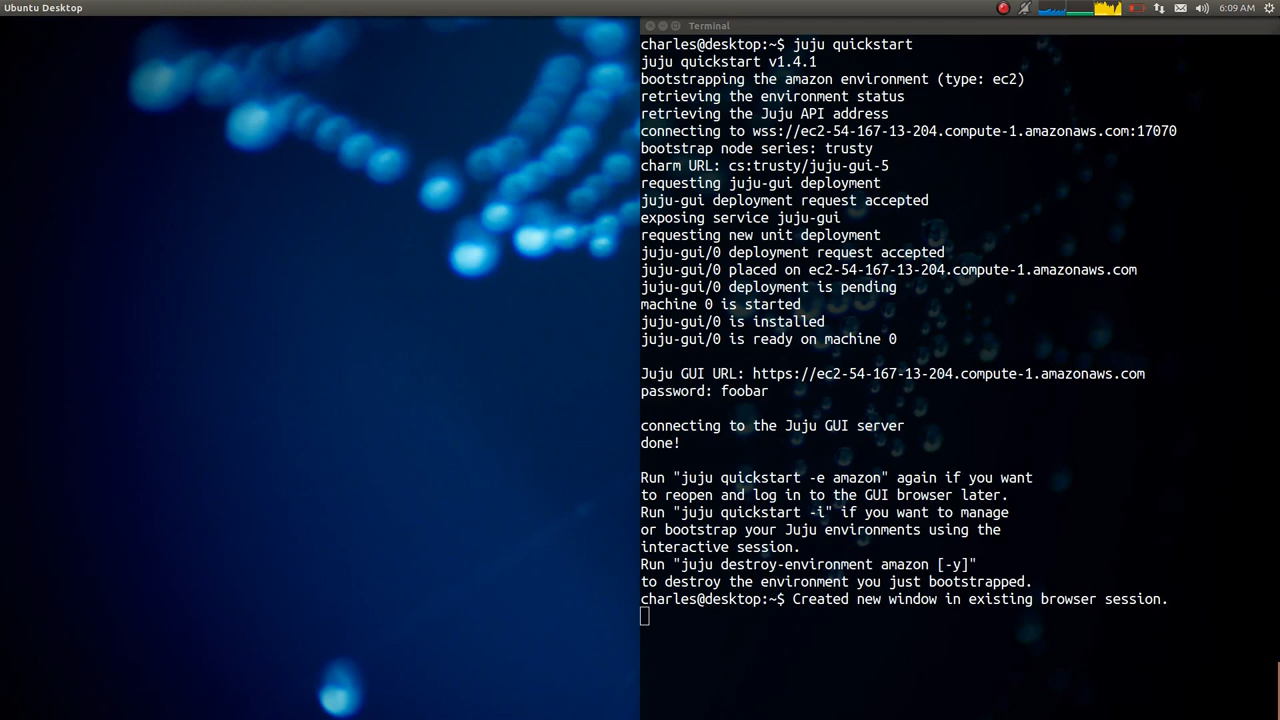 Ubuntu Desktop
6:09 AM
Terminal
charles@desktop:~$ juju quickstart
juju quickstart v1.4.1
bootstrapping the amazon environment (type: ec2)
retrieving the environment status
retrieving the Juju API address
connecting to wss://ec2-54-167-13-204.compute-1.amazonaws.com:17070
bootstrap node series: trusty
charm URL: cs:trusty/juju-gui-5
requesting juju-gui deployment
juju-gui deployment request accepted
exposing service juju-gui
requesting new unit deployment
juju-gui/0 deployment request accepted
juju-gui/0 placed on ec2-54-167-13-204.compute-1.amazonaws.com
juju-gui/0 deployment is pending
machine 0 is started
juju-gui/0 is installed
juju-gui/0 is ready on machine 0
Juju GUI URL: https://ec2-54-167-13-204.compute-1.amazonaws.com
password: foobar
connecting to the Juju GUI server
done!
Run "juju quickstart -e amazon" again if you want
to reopen and log in to the GUI browser later.
Run "juju quickstart -i" if you want to manage
or bootstrap your Juju environments using the
interactive session.
Run "juju destroy-environment amazon [-y]"
to destroy the environment you just bootstrapped.
charles@desktop:~$ Created new window in existing browser session.